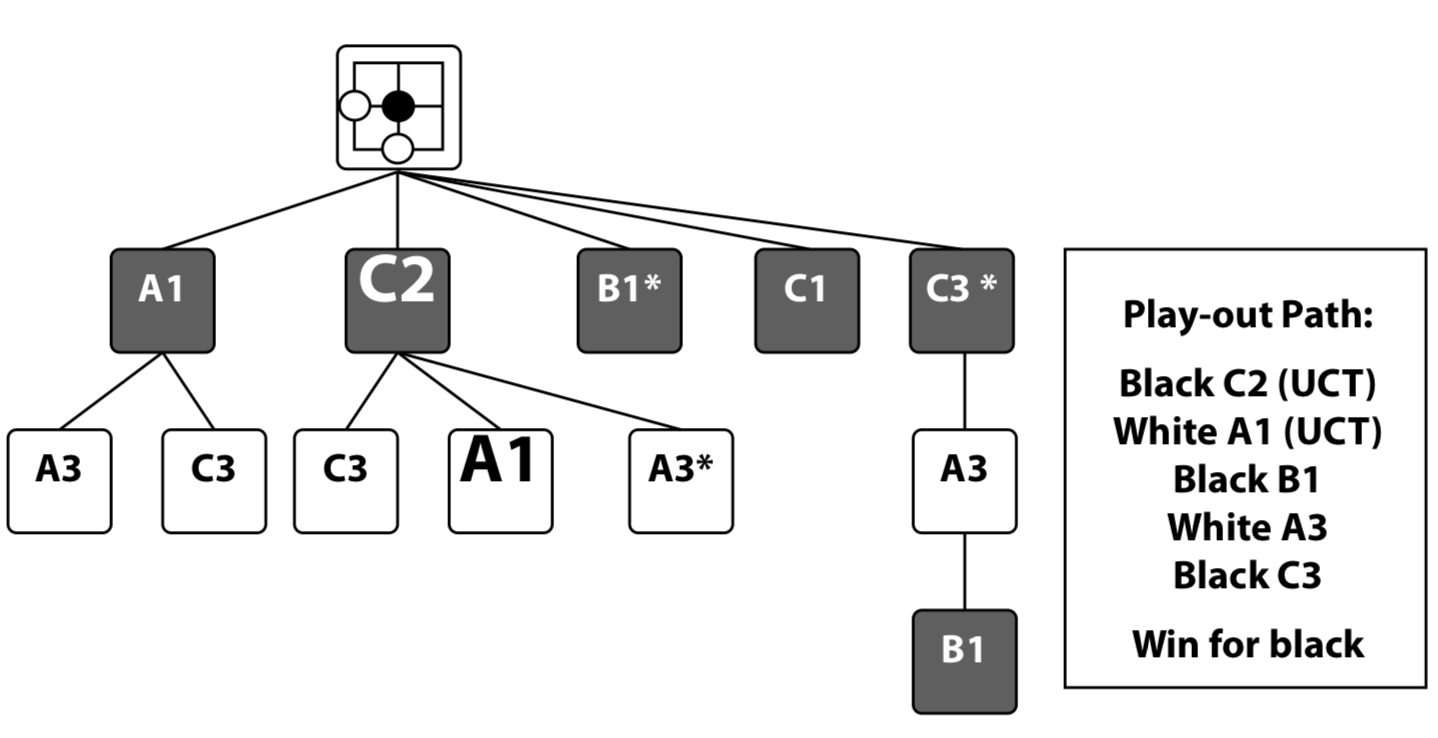 A1
C2
B1*
C1
C3 *
A3
C3
C3
A1
A3*
A3
B1
Play-out Path:
Black C2 (UCT)
White A1 (UCT)
Black B1
White A3
Black C3
Win for black